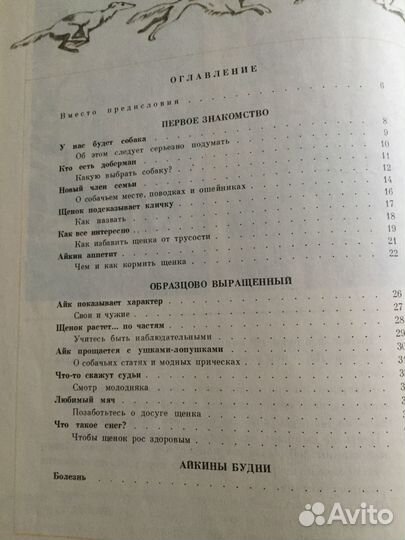 ОГЛАВЛЕНИЕ
Вместо предисловия . . . 6
ПЕРВОЕ ЗНАКОМСТВО
У нас будет собака . . . 8
Об этом следует серьезно подумать . . . 9
Кто есть доберман . . . 10
Какую выбрать собаку? . . . 11
Новый член семьи . . . 12
О собачьем месте, поводках и ошейниках . . . 14
Щенок подсказывает кличку . . . 16
Как назвать . . . 17
Как все интересно . . . 18
Как избавить щенка от трусости . . . 19
Айкин аппетит . . . 21
Чем и как кормить щенка . . . 22
ОБРАЗЦОВО ВЫРАЩЕННЫЙ
Айк показывает характер . . . 26
Свои и чужие . . . 27
Щенок растет... по частям . . . 28
Учитесь быть наблюдательными . . . 29
Айк прощается с ушками-лопушками
О собачьих статях и модных прическах
Что-то скажут судьи
Смотр молодняка
Любимый мяч
Позаботьтесь о досуге щенка
Что такое снег?
Чтобы щенок рос здоровым
АЙКИНЫ БУДНИ
Болезнь
Avito